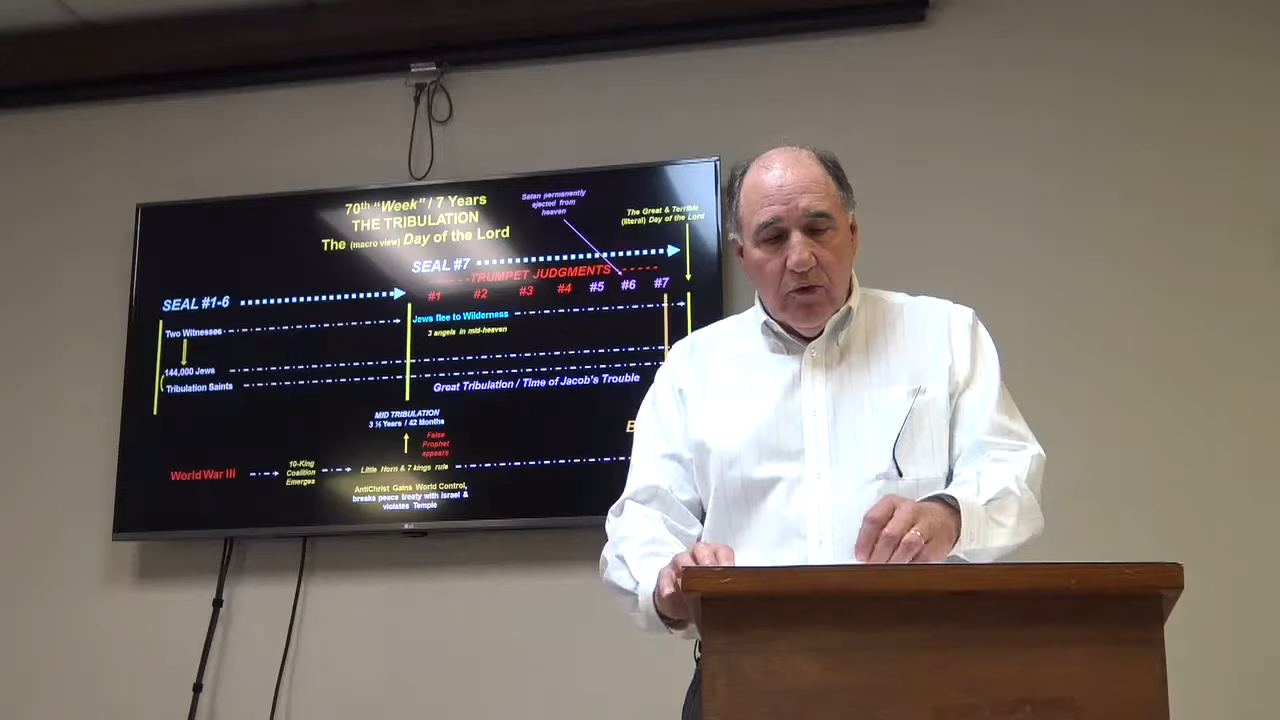 70th "Week" / 7 Years
THE TRIBULATION
The (macro view) Day of the Lord
Satan permanently
ejected from
heaven
The Great & Terrible
(literal) Day of the Lord
SEAL #7
TRUMPET JUDGMENTS
#1 #2 #3 #4 #5 #6 #7
SEAL #1-6
Two Witnesses
Jews flee to Wilderness
3 angels in mid-heaven
144,000 Jews
Tribulation Saints
Great Tribulation / Time of Jacob's Trouble
MID TRIBULATION
3 ½ Years / 42 Months
False
Prophet
appears
World War III
10-King
Coalition
Emerges
Little Horn & 7 kings rule
AntiChrist Gains World Control,
breaks peace treaty with Israel &
violates Temple
LG